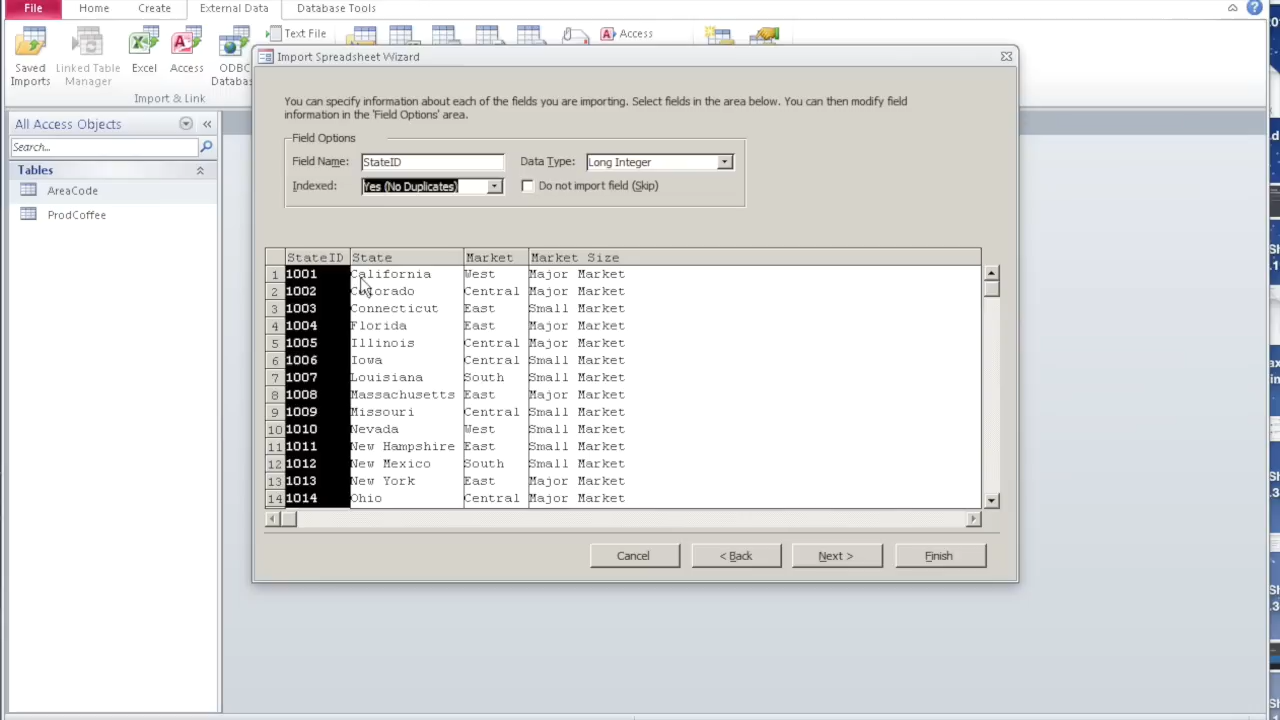 File Home Create External Data Database Tools
Text File Access
Saved Imports
Linked Table Manager
Excel
Access
ODBC Databas
Import & Link
Import Spreadsheet Wizard
You can specify information about each of the fields you are importing. Select fields in the area below. You can then modify field
information in the 'Field Options' area.
Field Options
Field Name: StateID Data Type: Long Integer
Indexed: Yes (No Duplicates) Do not import field (Skip)
All Access Objects
Search...
Tables
AreaCode
ProdCoffee
StateID State Market Market Size
1 1001 California West Major Market
2 1002 Colorado Central Major Market
3 1003 Connecticut East Small Market
4 1004 Florida East Major Market
5 1005 Illinois Central Major Market
6 1006 Iowa Central Small Market
7 1007 Louisiana South Small Market
8 1008 Massachusetts East Major Market
9 1009 Missouri Central Small Market
10 1010 Nevada West Small Market
11 1011 New Hampshire East Small Market
12 1012 New Mexico South Small Market
13 1013 New York East Major Market
14 1014 Ohio Central Major Market
Cancel < Back Next > Finish